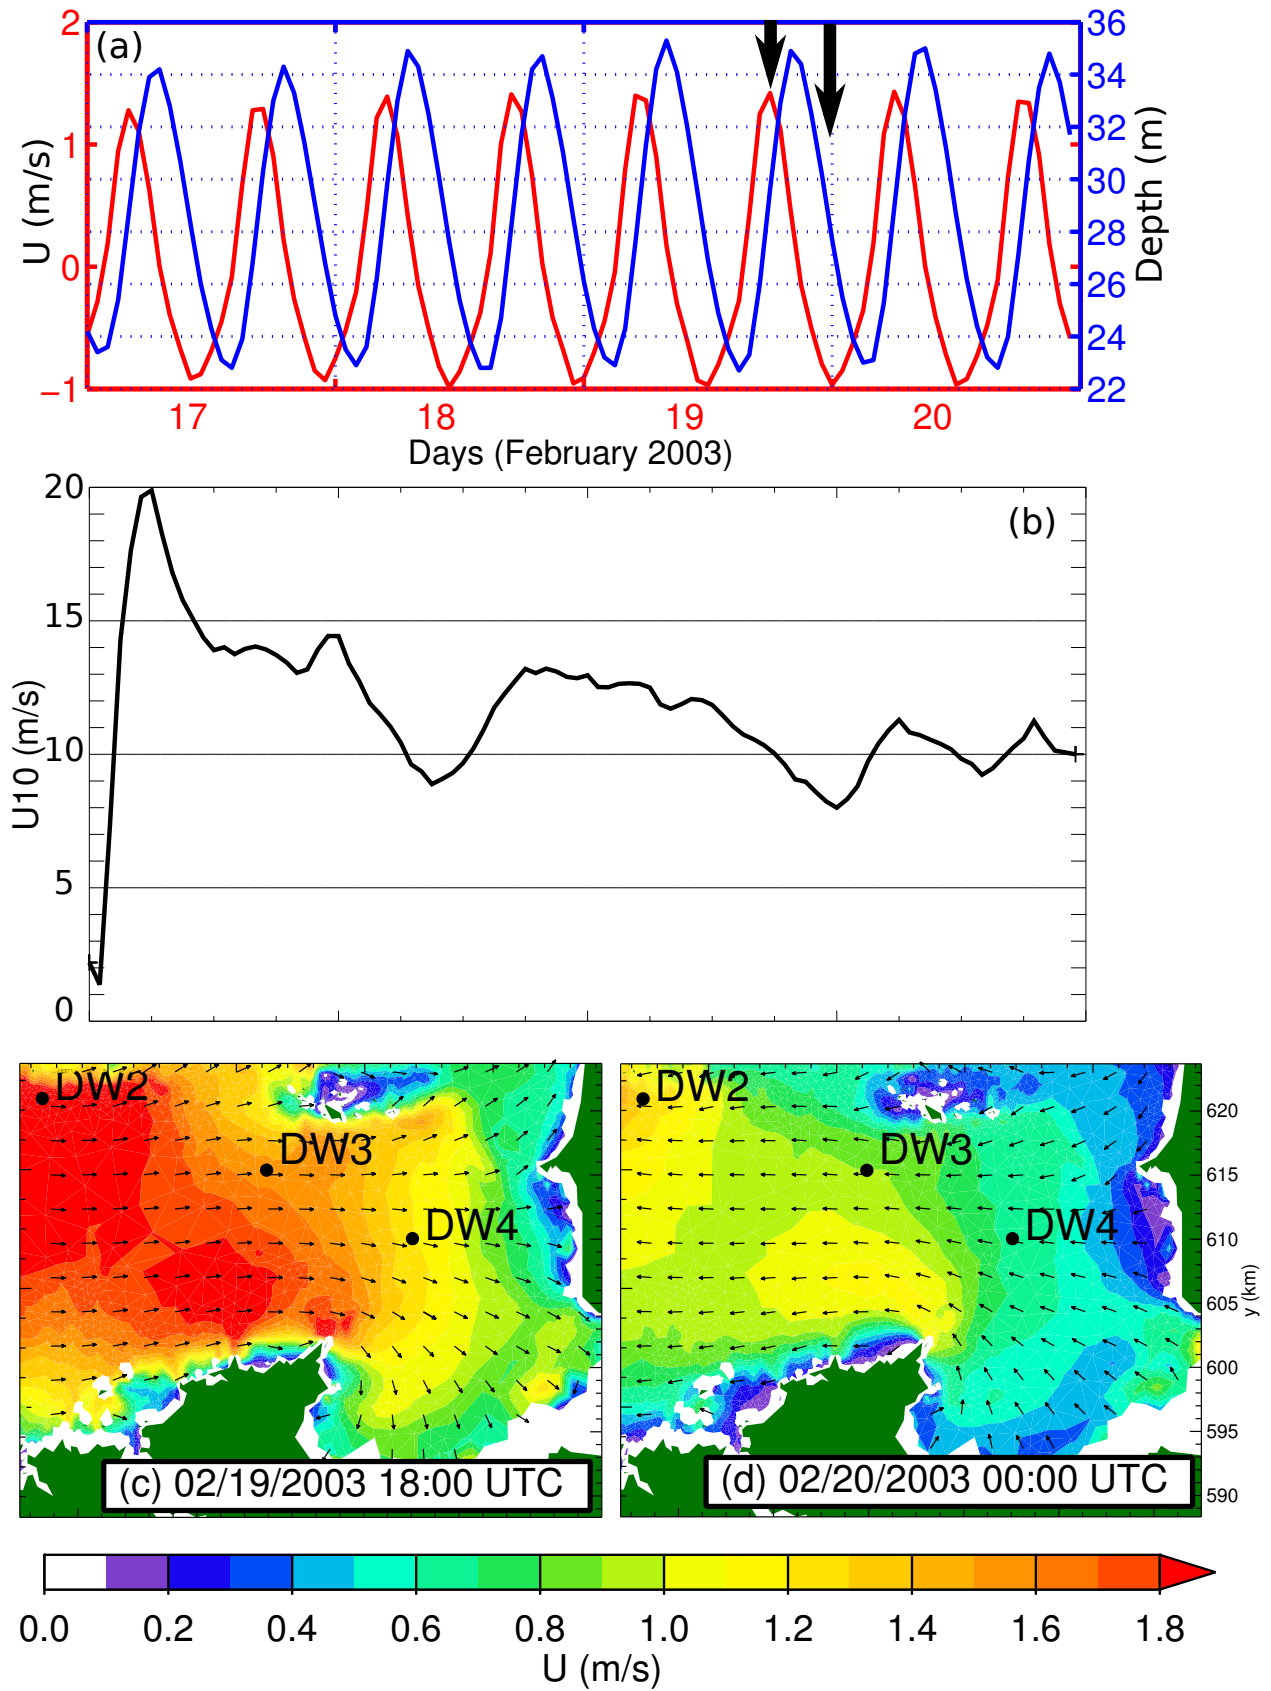 (a)
2
1
0
−1
U (m/s)
36
34
32
30
28
26
24
22
Depth (m)
17 18 19 20
Days (February 2003)
(b)
20
15
10
5
0
U10 (m/s)
DW2
DW3
DW4
(c) 02/19/2003 18:00 UTC
DW2
DW3
DW4
(d) 02/20/2003 00:00 UTC
620
615
610
605
600
595
590
y (km)
0.0 0.2 0.4 0.6 0.8 1.0 1.2 1.4 1.6 1.8
U (m/s)